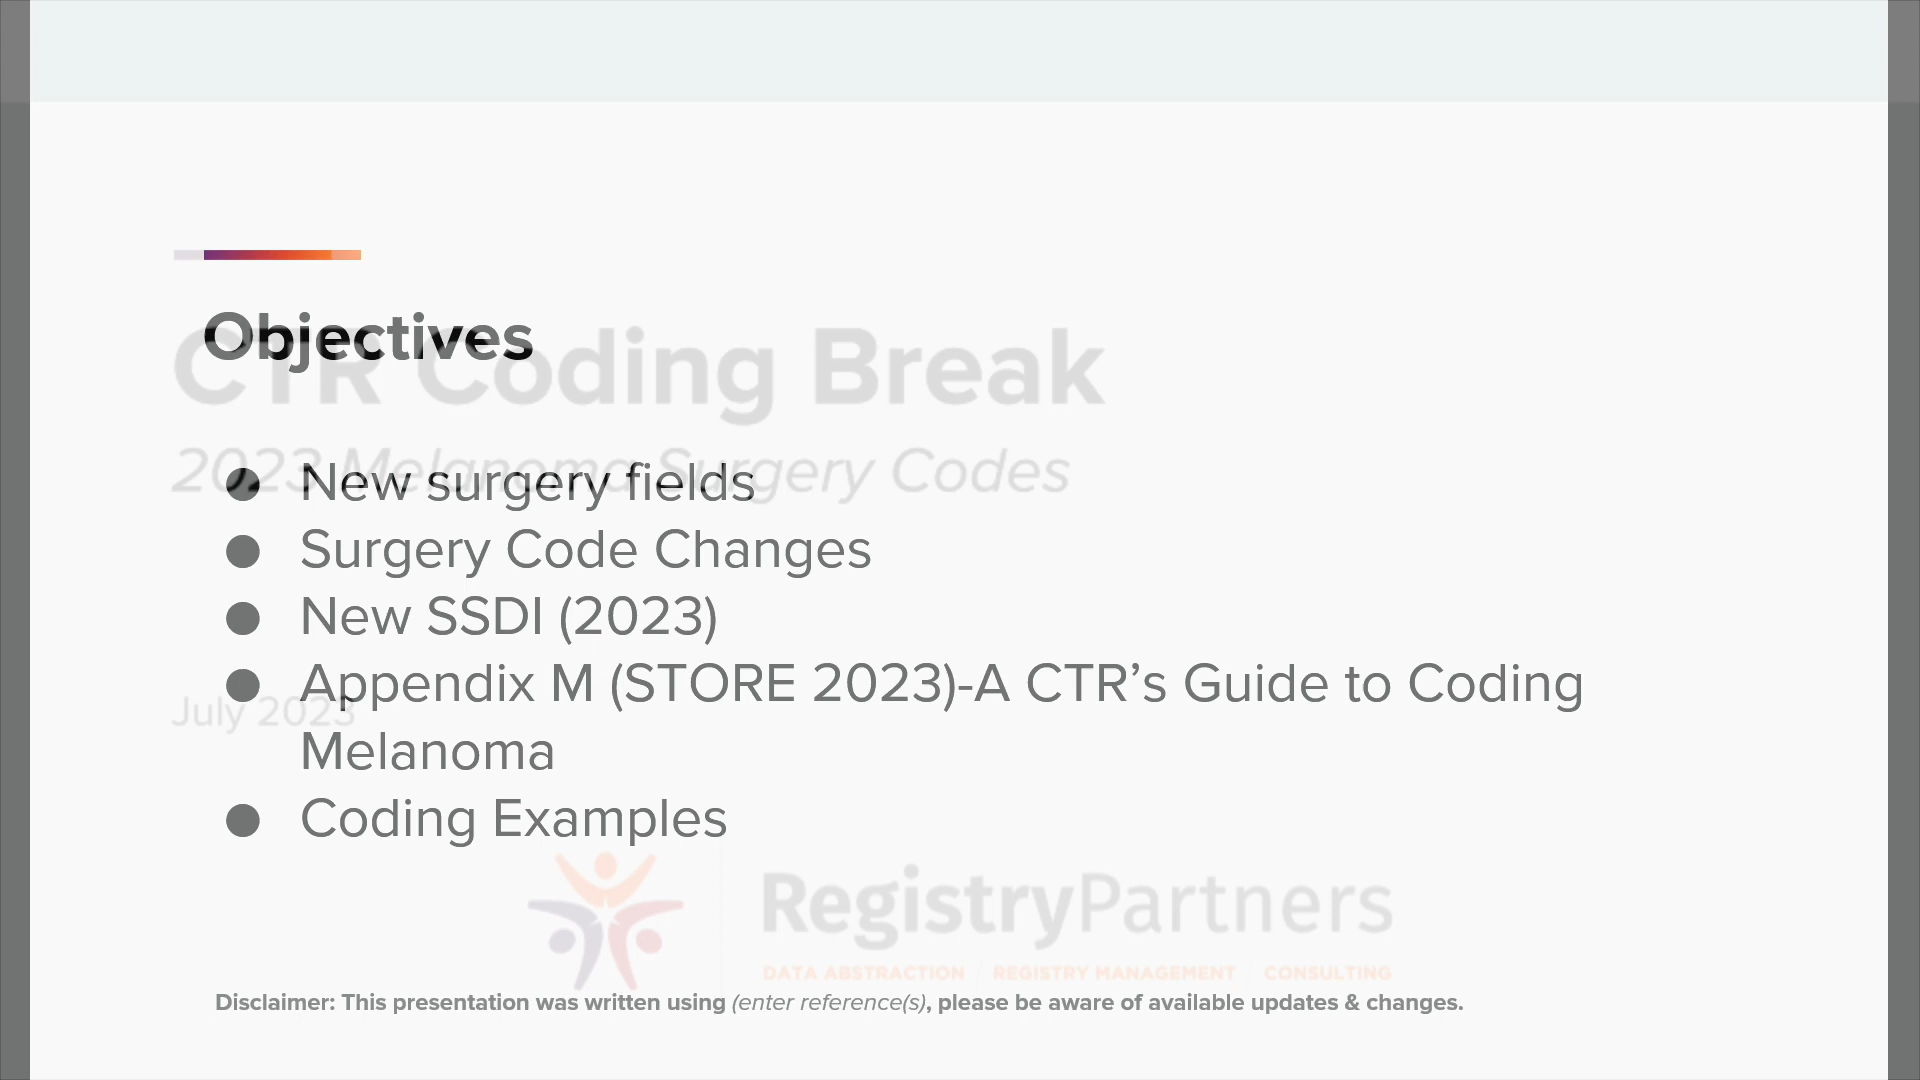 Objectives
CTR Coding Break
2023 Melanoma Surgery Codes
● New surgery fields
● Surgery Code Changes
● New SSDI (2023)
● Appendix M (STORE 2023)-A CTR’s Guide to Coding
Melanoma
July 2023
● Coding Examples
RegistryPartners
DATA ABSTRACTION / REGISTRY MANAGEMENT / CONSULTING
Disclaimer: This presentation was written using (enter reference(s), please be aware of available updates & changes.